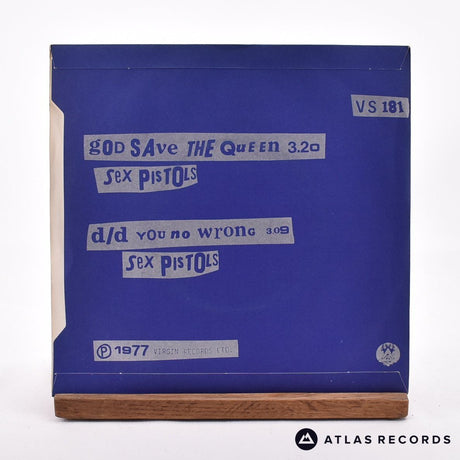 VS 181
gOD SAve THE QuEEn 3.20
SeX PiSTOLS
d/d YOU no wronG 3.09
SeX PiSTOLS
Ⓟ 1977 VIRGIN RECORDS LTD.
ATLAS RECORDS